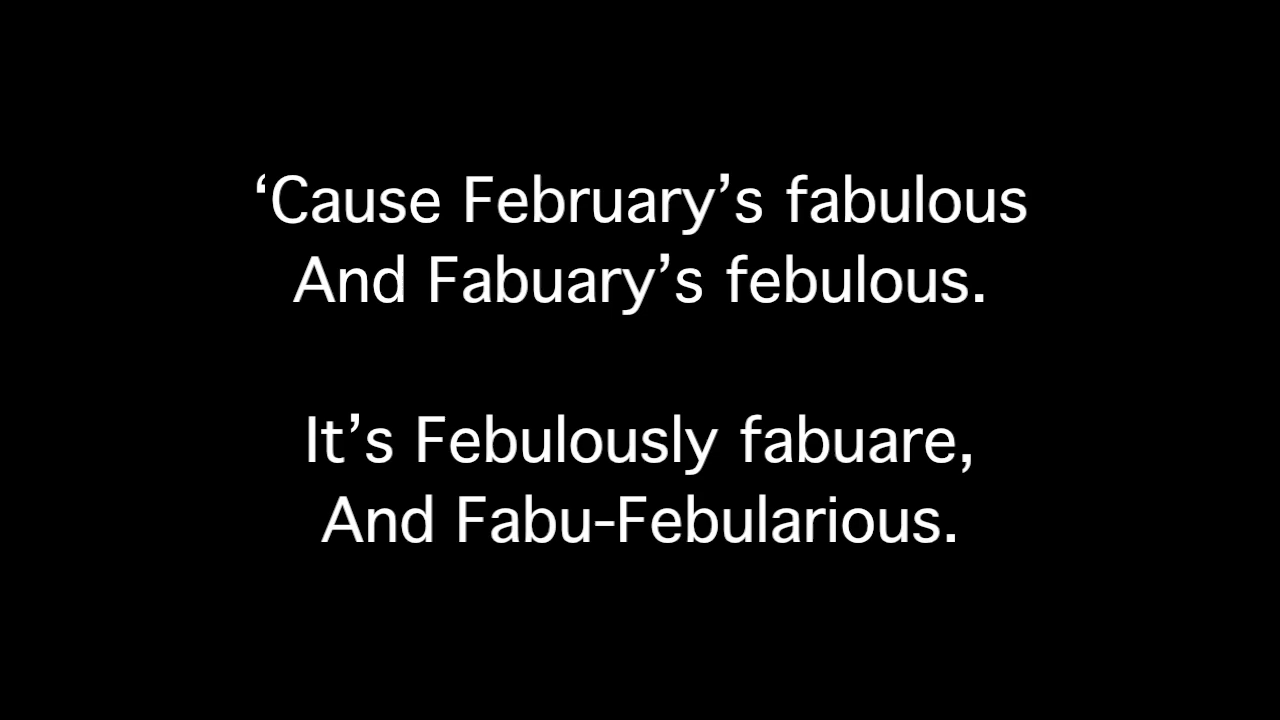 ‘Cause February’s fabulous
And Fabuary’s febulous.
It’s Febulously fabuare,
And Fabu-Febularious.